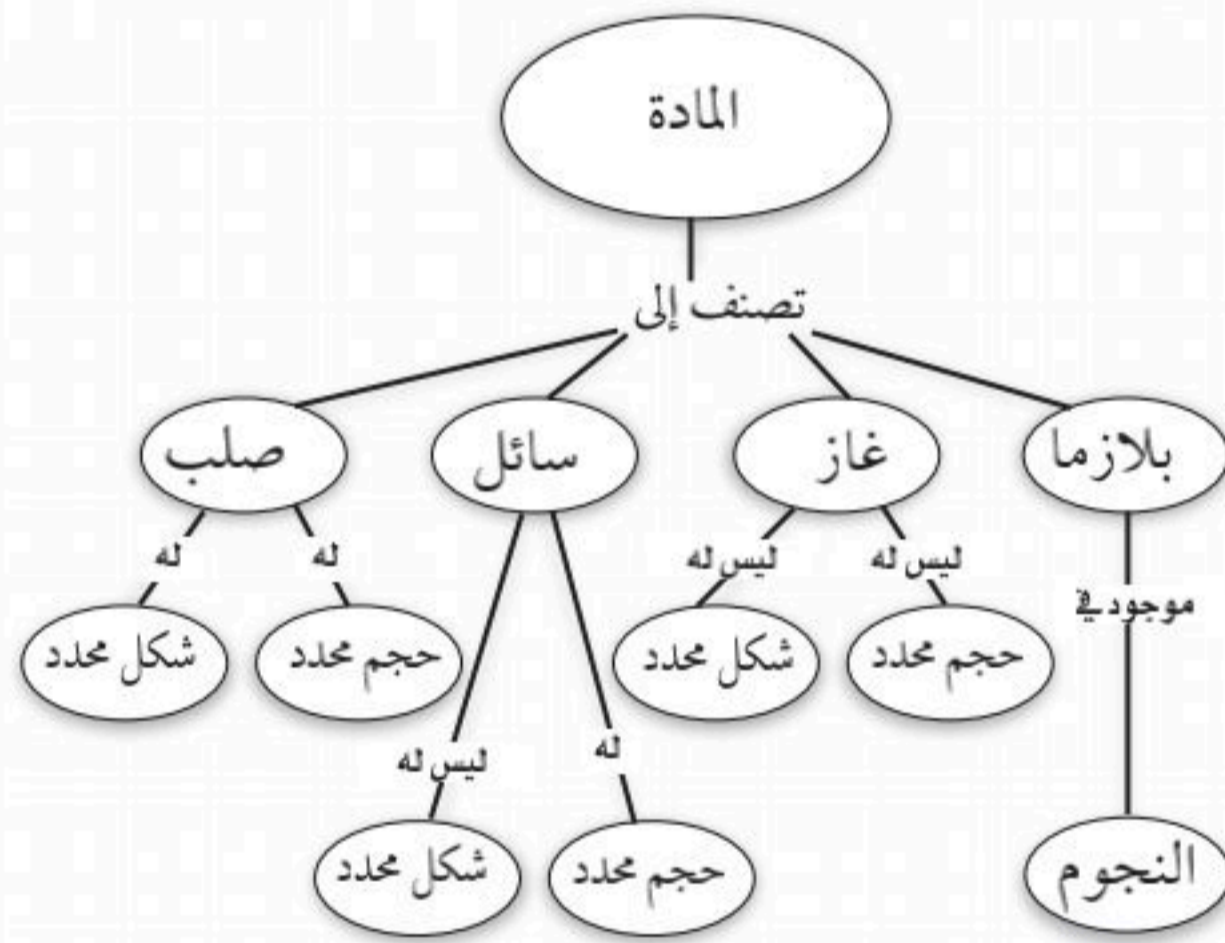 المادة
تصنف إلى
بلازما
غاز
سائل
صلب
ليس له
ليس له
له
له
موجود في
حجم محدد
شكل محدد
حجم محدد
شكل محدد
له
ليس له
النجوم
حجم محدد
شكل محدد